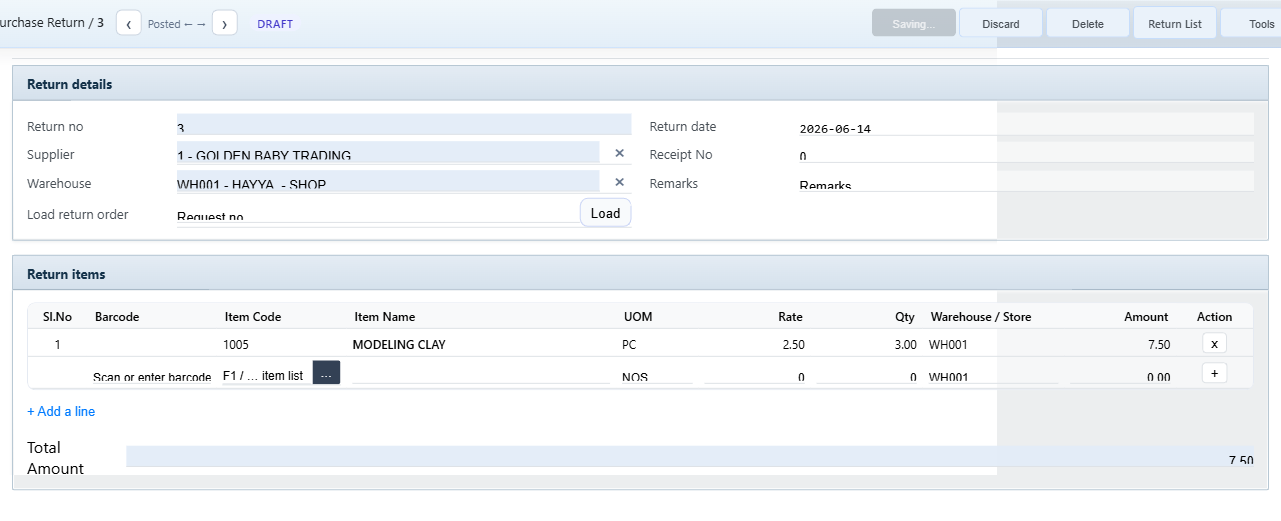 urchase Return / 3 ‹ Posted ←→ › DRAFT Saving... Discard Delete Return List Tools
Return details
Return no 3 Return date 2026-06-14
Supplier 1 - GOLDEN BABY TRADING × Receipt No 0
Warehouse WH001 - HAYYA - SHOP × Remarks Remarks
Load return order Request no Load
Return items
Sl.No Barcode Item Code Item Name UOM Rate Qty Warehouse / Store Amount Action
1 1005 MODELING CLAY PC 2.50 3.00 WH001 7.50 x
Scan or enter barcode F1 / ... item list ... NOS 0 0 WH001 0.00 +
+ Add a line
Total
Amount 7.50